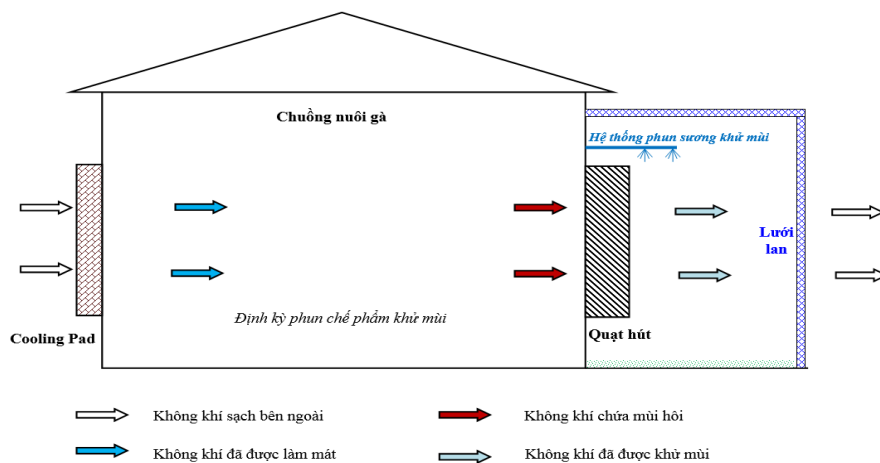 Chuồng nuôi gà
Hệ thống phun sương khử mùi
Lưới
lan
Định kỳ phun chế phẩm khử mùi
Cooling Pad
Quạt hút
Không khí sạch bên ngoài
Không khí chứa mùi hôi
Không khí đã được làm mát
Không khí đã được khử mùi